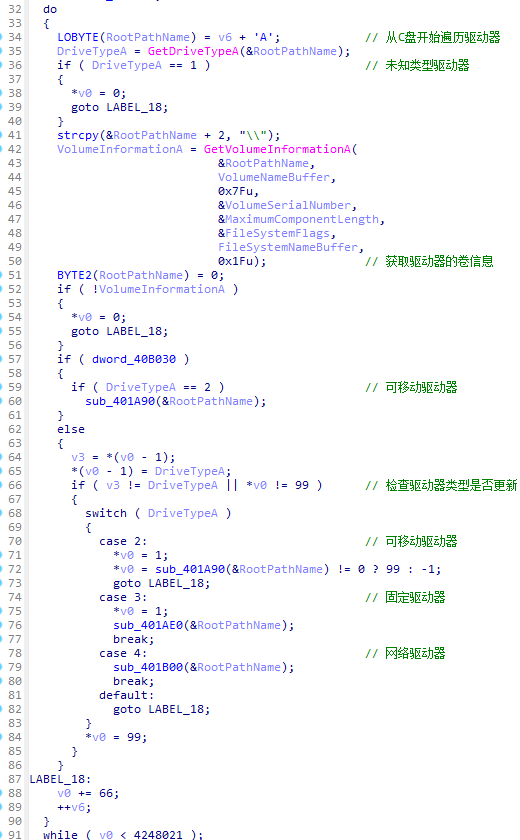 32 do
33 {
34 LOBYTE(RootPathName) = v6 + 'A'; // 从C盘开始遍历驱动器
35 DriveTypeA = GetDriveTypeA(&RootPathName);
36 if ( DriveTypeA == 1 ) // 未知类型驱动器
37 {
38 *v0 = 0;
39 goto LABEL_18;
40 }
41 strcpy(&RootPathName + 2, "\\");
42 VolumeInformationA = GetVolumeInformationA(
43 &RootPathName,
44 VolumeNameBuffer,
45 0x7Fu,
46 &VolumeSerialNumber,
47 &MaximumComponentLength,
48 &FileSystemFlags,
49 FileSystemNameBuffer,
50 0x1Fu); // 获取驱动器的卷信息
51 BYTE2(RootPathName) = 0;
52 if ( !VolumeInformationA )
53 {
54 *v0 = 0;
55 goto LABEL_18;
56 }
57 if ( dword_40B030 )
58 {
59 if ( DriveTypeA == 2 ) // 可移动驱动器
60 sub_401A90(&RootPathName);
61 }
62 else
63 {
64 v3 = *(v0 - 1);
65 *(v0 - 1) = DriveTypeA;
66 if ( v3 != DriveTypeA || *v0 != 99 ) // 检查驱动器类型是否更新
67 {
68 switch ( DriveTypeA )
69 {
70 case 2: // 可移动驱动器
71 *v0 = 1;
72 *v0 = sub_401A90(&RootPathName) != 0 ? 99 : -1;
73 goto LABEL_18;
74 case 3: // 固定驱动器
75 *v0 = 1;
76 sub_401AE0(&RootPathName);
77 break;
78 case 4: // 网络驱动器
79 sub_401B00(&RootPathName);
80 break;
81 default:
82 goto LABEL_18;
83 }
84 *v0 = 99;
85 }
86 }
87 LABEL_18:
88 v0 += 66;
89 ++v6;
90 }
91 while ( v0 < 4248021 );